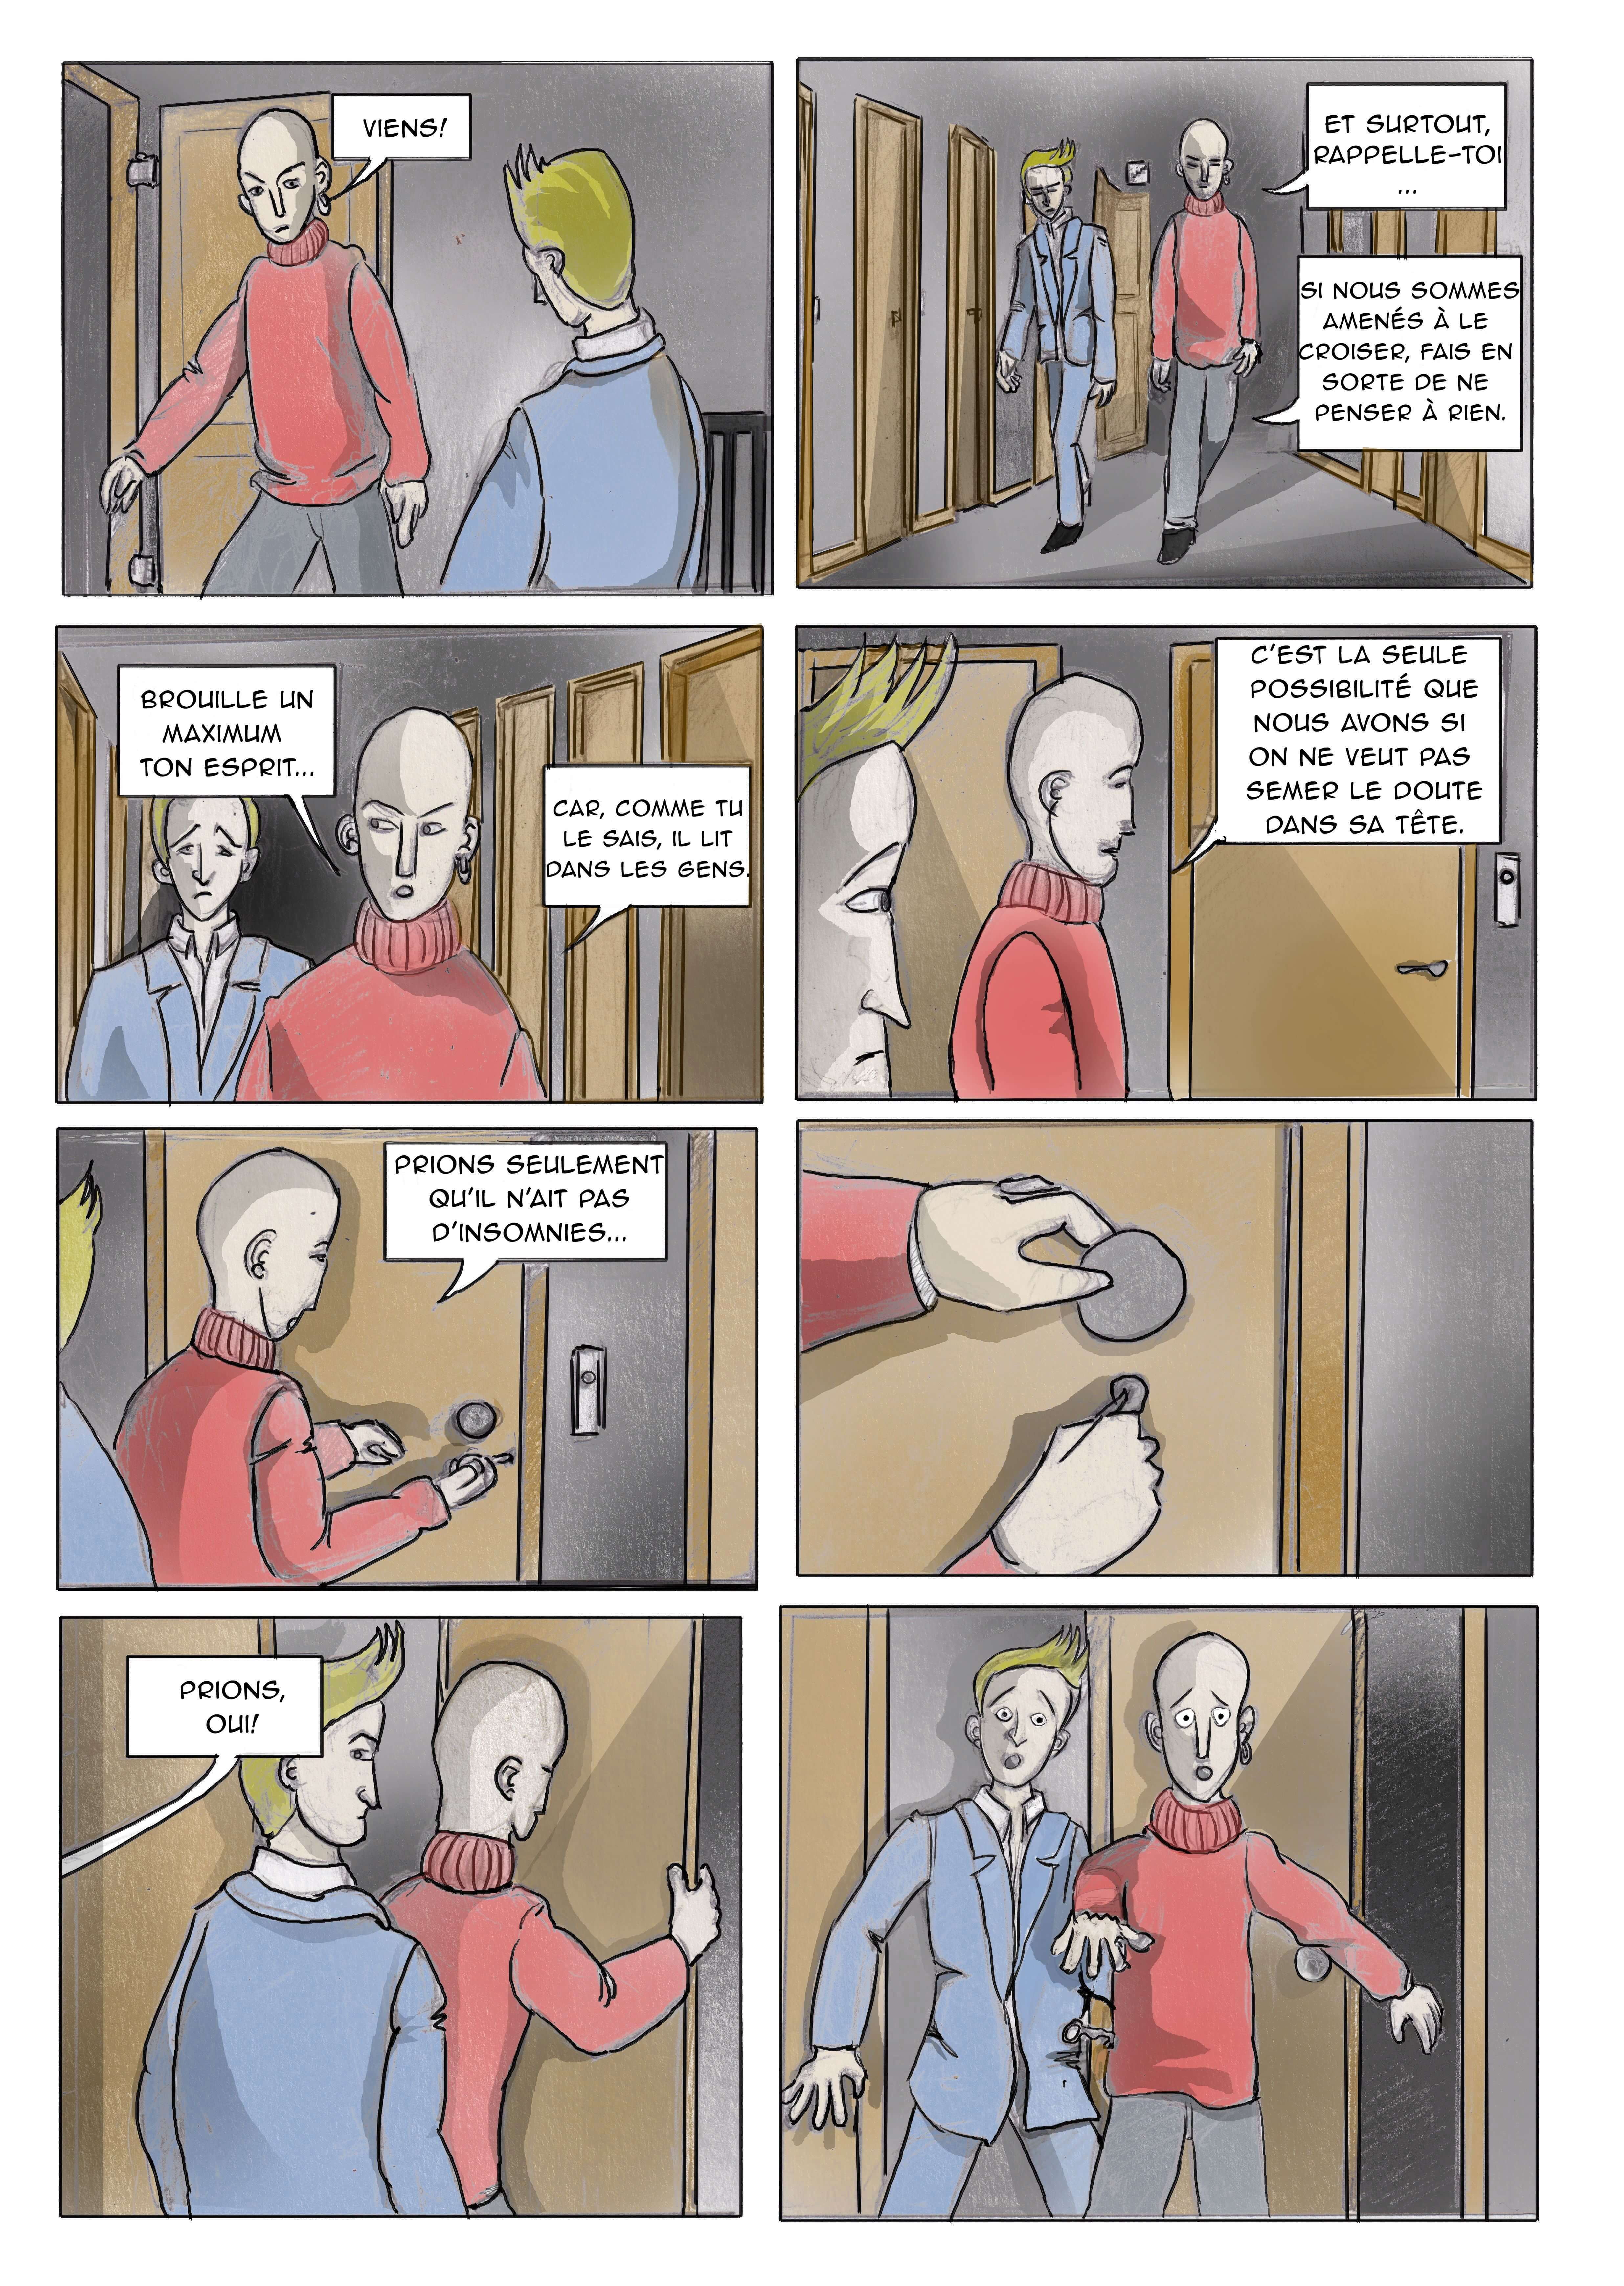 VIENS!
ET SURTOUT,
RAPPELLE-TOI
...
SI NOUS SOMMES
AMENÉS À LE
CROISER, FAIS EN
SORTE DE NE
PENSER À RIEN.
BROUILLE UN
MAXIMUM
TON ESPRIT...
CAR, COMME TU
LE SAIS, IL LIT
DANS LES GENS.
C'EST LA SEULE
POSSIBILITÉ QUE
NOUS AVONS SI
ON NE VEUT PAS
SEMER LE DOUTE
DANS SA TÊTE.
PRIONS SEULEMENT
QU'IL N'AIT PAS
D'INSOMNIES...
PRIONS,
OUI!